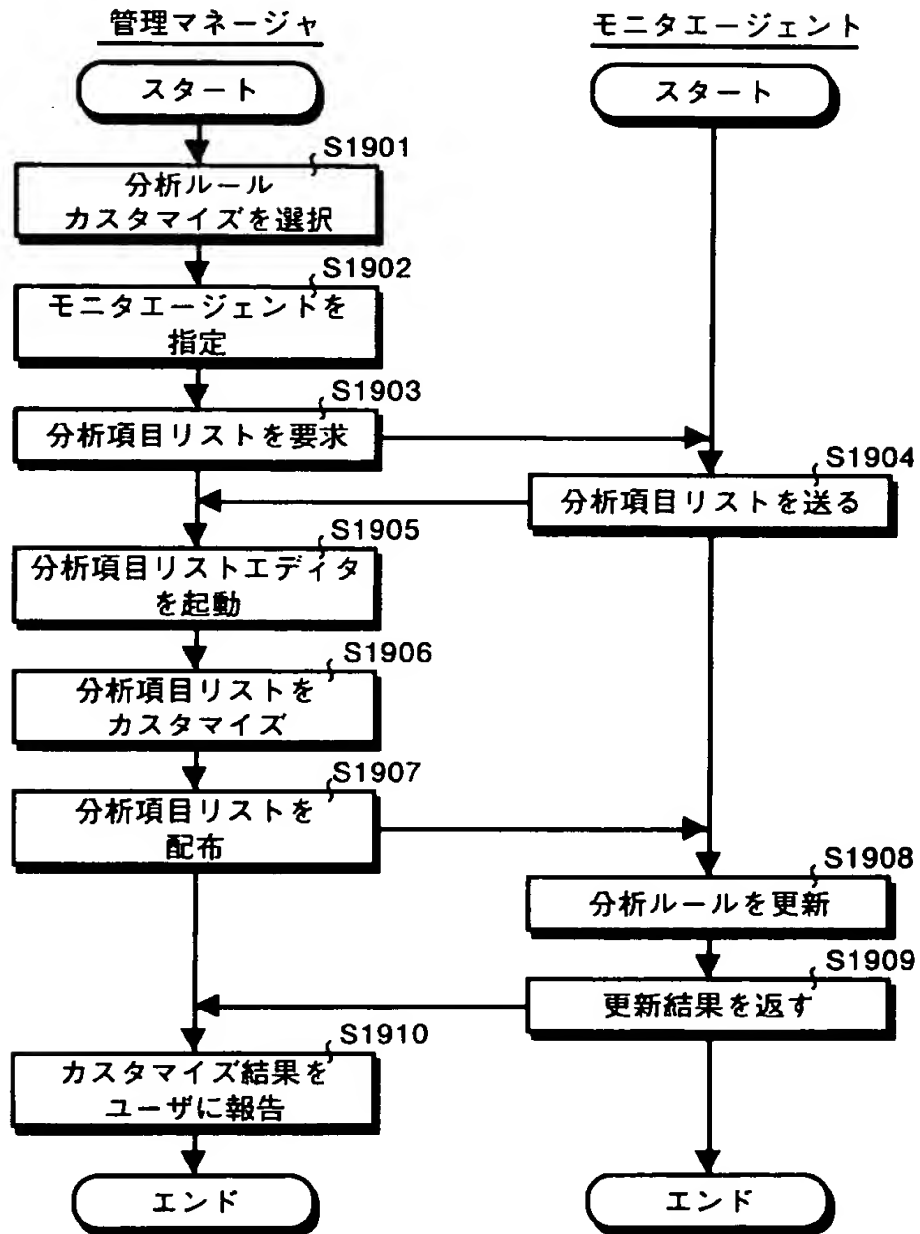 管理マネージャ
モニタエージェント
スタート
スタート
S1901
分析ルール
カスタマイズを選択
S1902
モニタエージェントを
指定
S1903
分析項目リストを要求
S1904
分析項目リストを送る
S1905
分析項目リストエディタ
を起動
S1906
分析項目リストを
カスタマイズ
S1907
分析項目リストを
配布
S1908
分析ルールを更新
S1909
更新結果を返す
S1910
カスタマイズ結果を
ユーザに報告
エンド
エンド